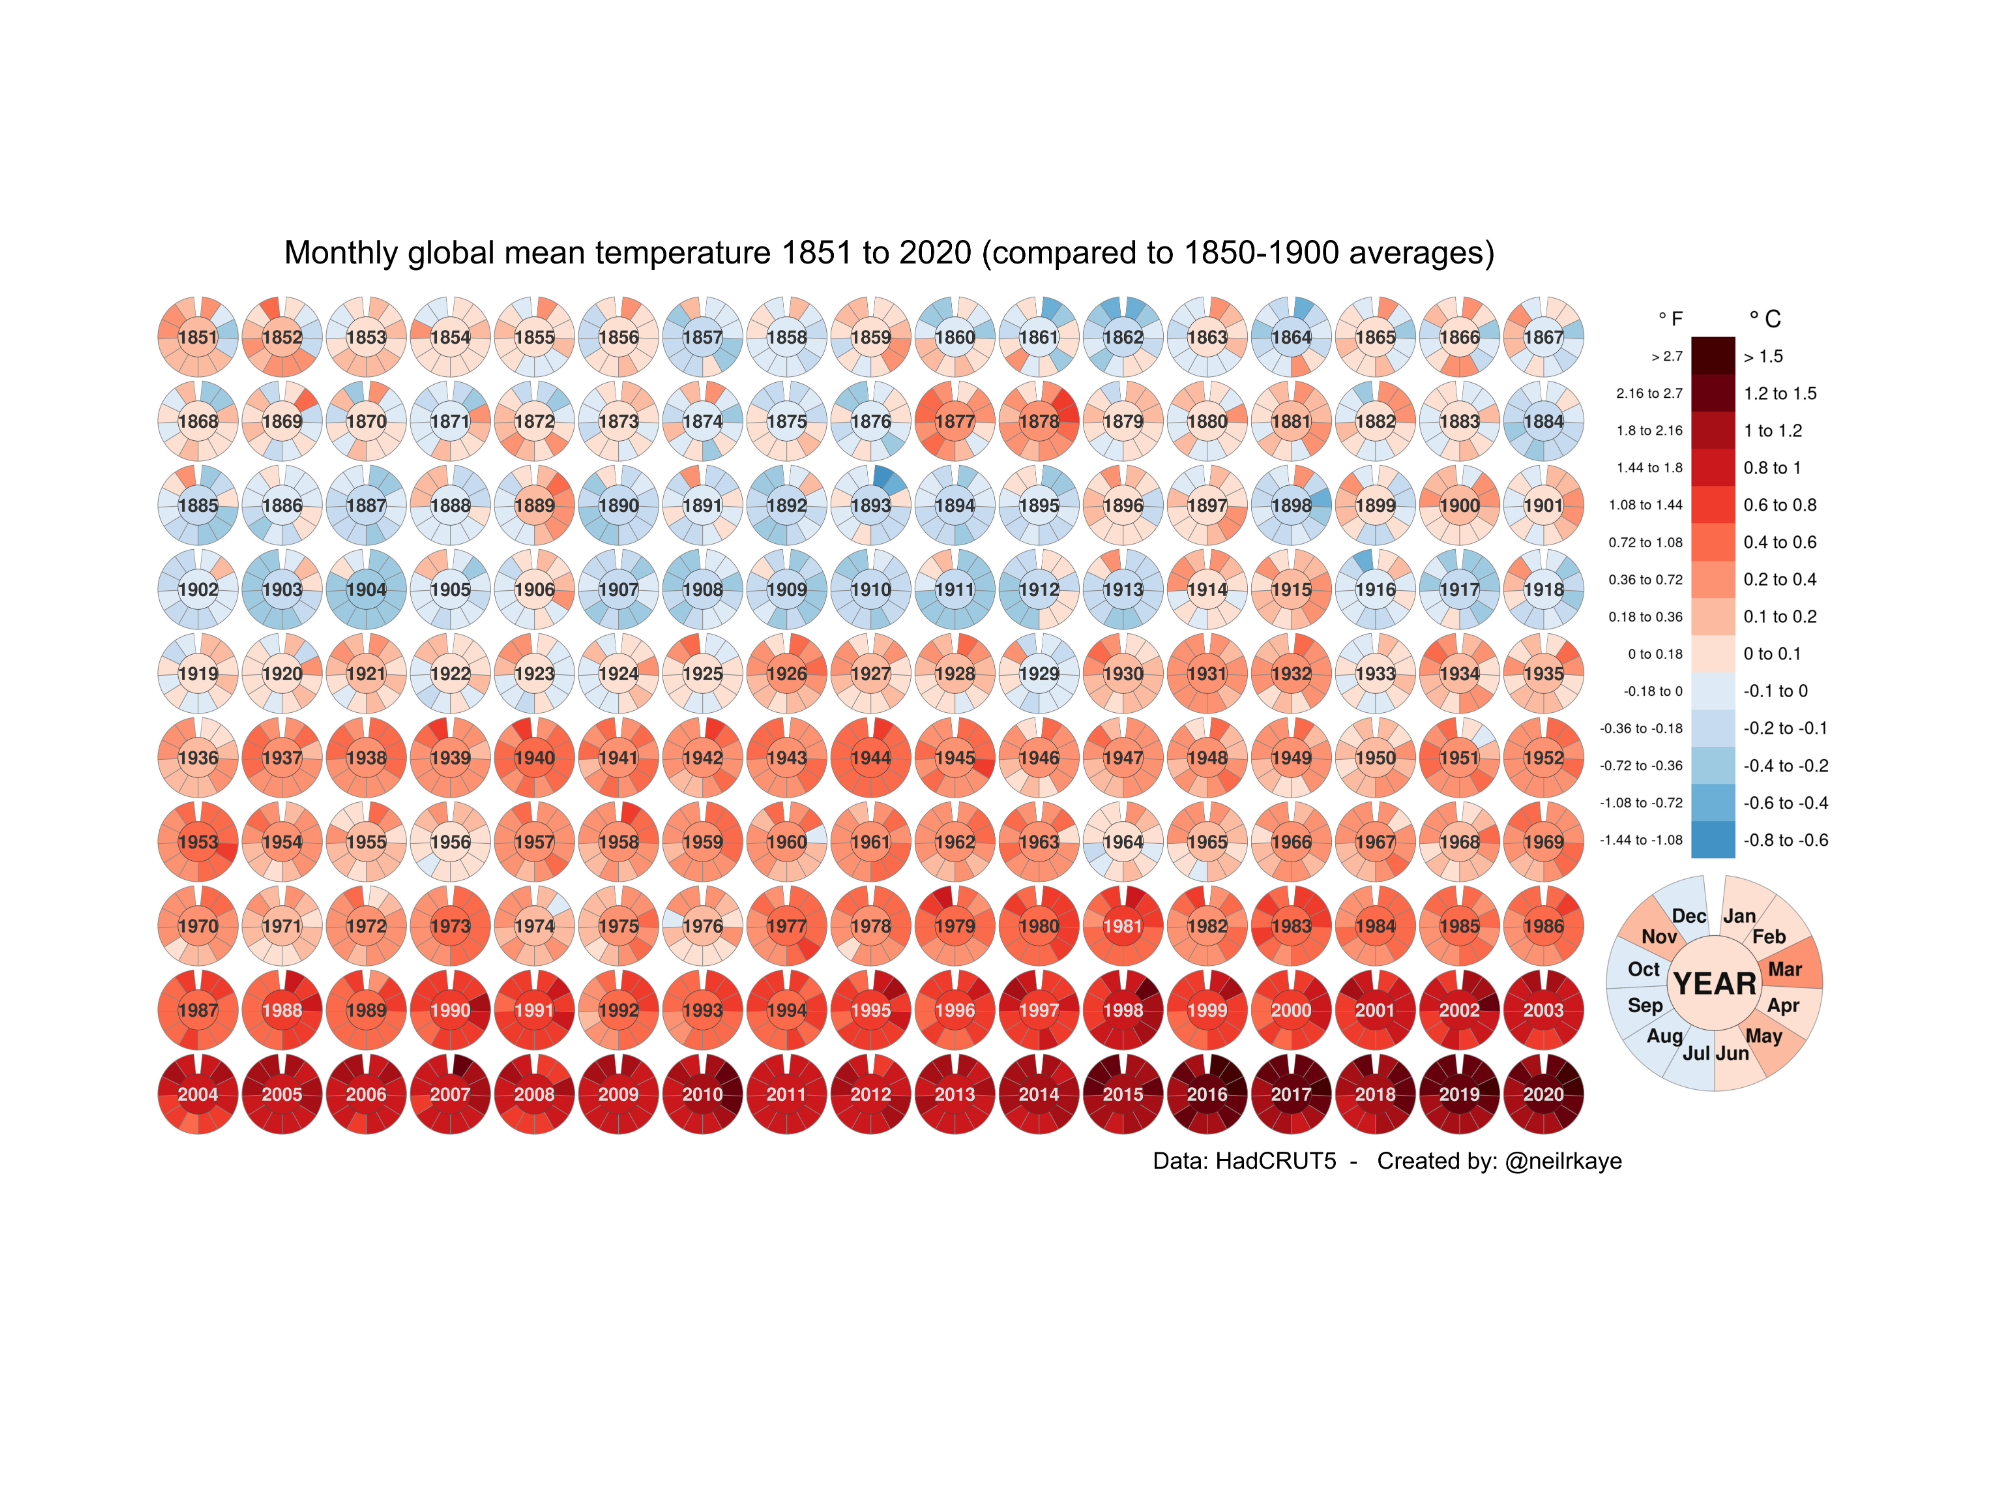 Monthly global mean temperature 1851 to 2020 (compared to 1850-1900 averages)
1851 1852 1853 1854 1855 1856 1857 1858 1859 1860 1861 1862 1863 1864 1865 1866 1867
1868 1869 1870 1871 1872 1873 1874 1875 1876 1877 1878 1879 1880 1881 1882 1883 1884
1885 1886 1887 1888 1889 1890 1891 1892 1893 1894 1895 1896 1897 1898 1899 1900 1901
1902 1903 1904 1905 1906 1907 1908 1909 1910 1911 1912 1913 1914 1915 1916 1917 1918
1919 1920 1921 1922 1923 1924 1925 1926 1927 1928 1929 1930 1931 1932 1933 1934 1935
1936 1937 1938 1939 1940 1941 1942 1943 1944 1945 1946 1947 1948 1949 1950 1951 1952
1953 1954 1955 1956 1957 1958 1959 1960 1961 1962 1963 1964 1965 1966 1967 1968 1969
1970 1971 1972 1973 1974 1975 1976 1977 1978 1979 1980 1981 1982 1983 1984 1985 1986
1987 1988 1989 1990 1991 1992 1993 1994 1995 1996 1997 1998 1999 2000 2001 2002 2003
2004 2005 2006 2007 2008 2009 2010 2011 2012 2013 2014 2015 2016 2017 2018 2019 2020
° F ° C
> 2.7 > 1.5
2.16 to 2.7 1.2 to 1.5
1.8 to 2.16 1 to 1.2
1.44 to 1.8 0.8 to 1
1.08 to 1.44 0.6 to 0.8
0.72 to 1.08 0.4 to 0.6
0.36 to 0.72 0.2 to 0.4
0.18 to 0.36 0.1 to 0.2
0 to 0.18 0 to 0.1
-0.18 to 0 -0.1 to 0
-0.36 to -0.18 -0.2 to -0.1
-0.72 to -0.36 -0.4 to -0.2
-1.08 to -0.72 -0.6 to -0.4
-1.44 to -1.08 -0.8 to -0.6
Dec Jan
Nov Feb
Oct Mar
YEAR
Sep Apr
Aug May
Jul Jun
Data: HadCRUT5 - Created by: @neilrkaye